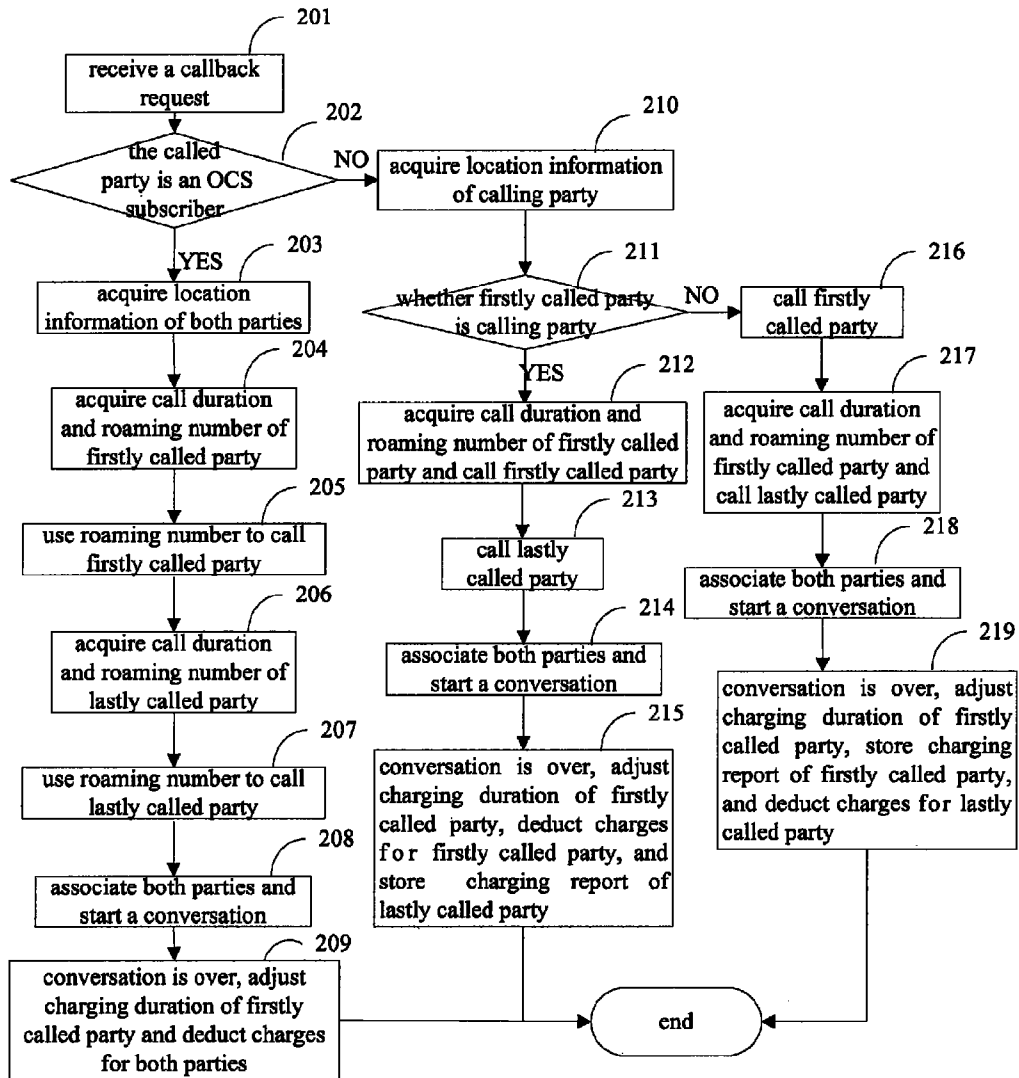 201
receive a callback
request
202
the called
party is an OCS
subscriber
NO
YES
203
acquire location
information of both parties
204
acquire call duration
and roaming number of
firstly called party
205
use roaming number to call
firstly called party
206
acquire call duration
and roaming number of
lastly called party
207
use roaming number to call
lastly called party
208
associate both parties and
start a conversation
209
conversation is over, adjust
charging duration of firstly
called party and deduct charges
for both parties
210
acquire location information
of calling party
211
whether firstly called party
is calling party
NO
YES
212
acquire call duration and
roaming number of firstly called
party and call firstly called party
213
call lastly
called party
214
associate both parties and
start a conversation
215
conversation is over, adjust
charging duration of firstly
called party, deduct charges
for firstly called party, and
store charging report of
lastly called party
216
call firstly
called party
217
acquire call duration
and roaming number of
firstly called party and
call lastly called party
218
associate both parties and
start a conversation
219
conversation is over, adjust
charging duration of firstly
called party, store charging
report of firstly called party,
and deduct charges for lastly
called party
end